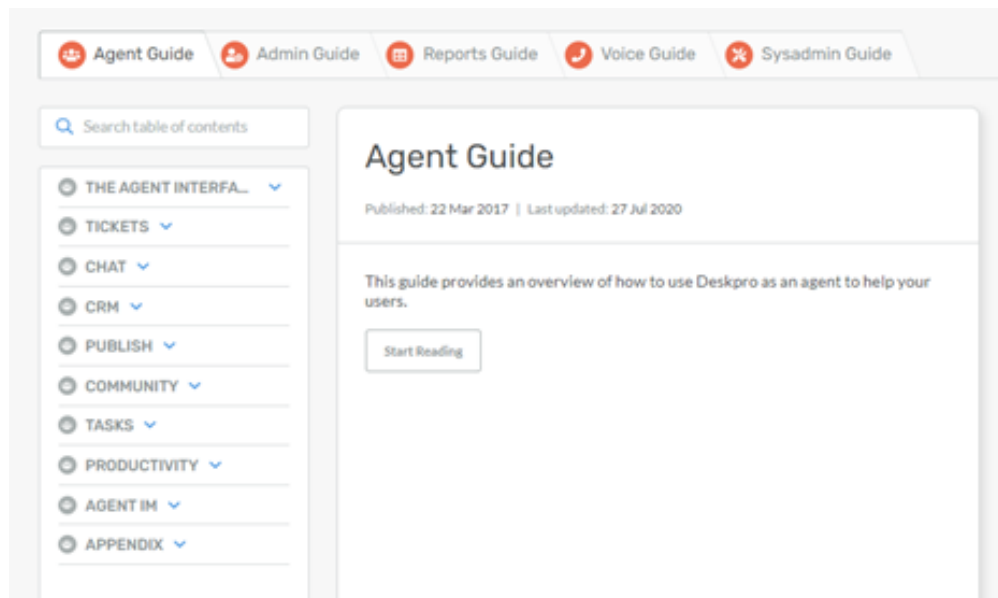 Agent Guide
Admin Guide
Reports Guide
Voice Guide
Sysadmin Guide
Search table of contents
THE AGENT INTERFA...
TICKETS
CHAT
CRM
PUBLISH
COMMUNITY
TASKS
PRODUCTIVITY
AGENT IM
APPENDIX
Agent Guide
Published: 22 Mar 2017 | Last updated: 27 Jul 2020
This guide provides an overview of how to use Deskpro as an agent to help your
users.
Start Reading